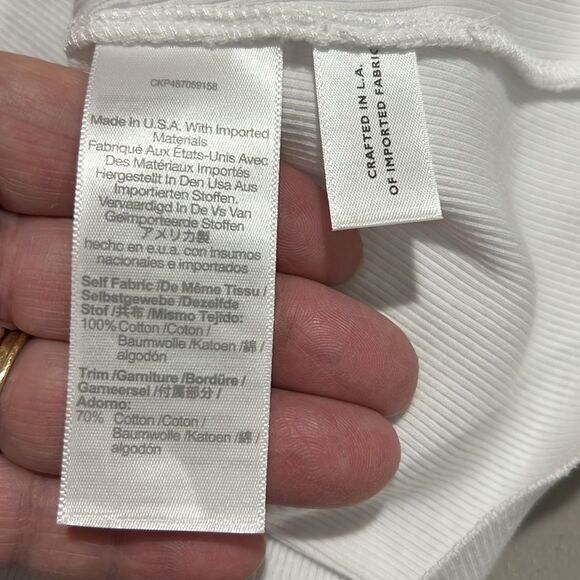 CKP487059158
Made In U.S.A. With Imported
Materials
Fabriqué Aux États-Unis Avec
Des Matériaux Importés
Hergestellt In Den Usa Aus
Importierten Stoffen.
Vervaardigd In De Vs Van
Geïmporteerde Stoffen
アメリカ製
hecho en e.u.a. con insumos
nacionales e importados
Self Fabric /De Même Tissu /
Selbstgewebe /Dezelfde
Stof /共布 /Mismo Tejido:
100% Cotton /Coton /
Baumwolle /Katoen /綿 /
algodón
Trim /Garniture /Bordüre /
Garneersel /付属部分 /
Adorno:
70% Cotton /Coton /
Baumwolle /Katoen /綿 /
algodón
CRAFTED IN L.A.
OF IMPORTED FABRIC